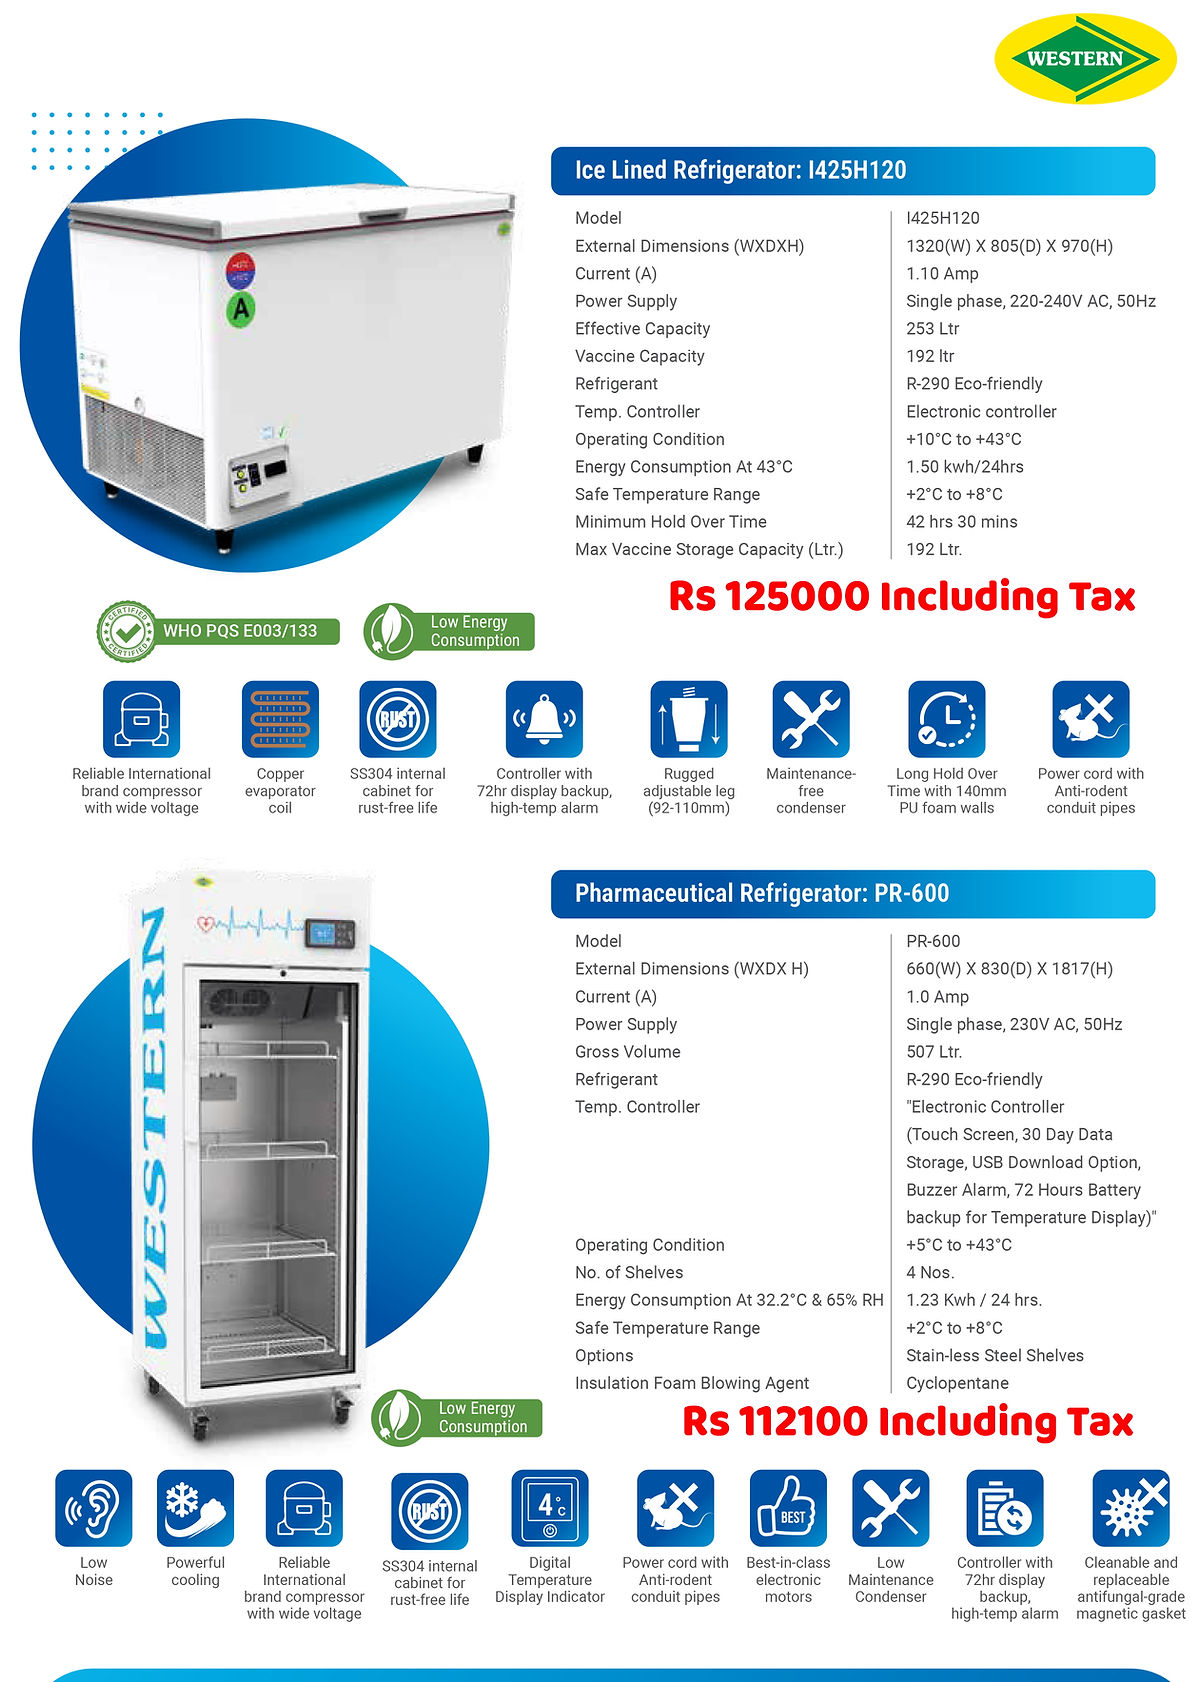 WESTERN
Ice Lined Refrigerator: I425H120
Model I425H120
External Dimensions (WXDXH) 1320(W) X 805(D) X 970(H)
Current (A) 1.10 Amp
Power Supply Single phase, 220-240V AC, 50Hz
Effective Capacity 253 Ltr
Vaccine Capacity 192 ltr
Refrigerant R-290 Eco-friendly
Temp. Controller Electronic controller
Operating Condition +10°C to +43°C
Energy Consumption At 43°C 1.50 kwh/24hrs
Safe Temperature Range +2°C to +8°C
Minimum Hold Over Time 42 hrs 30 mins
Max Vaccine Storage Capacity (Ltr.) 192 Ltr.
A
Rs 125000 Including Tax
CERTIFIED
CERTIFIED
WHO PQS E003/133
Low Energy
Consumption
RUST
Reliable International
brand compressor
with wide voltage
Copper
evaporator
coil
SS304 internal
cabinet for
rust-free life
Controller with
72hr display backup,
high-temp alarm
Rugged
adjustable leg
(92-110mm)
Maintenance-
free
condenser
Long Hold Over
Time with 140mm
PU foam walls
Power cord with
Anti-rodent
conduit pipes
WESTERN
Pharmaceutical Refrigerator: PR-600
Model PR-600
External Dimensions (WXDX H) 660(W) X 830(D) X 1817(H)
Current (A) 1.0 Amp
Power Supply Single phase, 230V AC, 50Hz
Gross Volume 507 Ltr.
Refrigerant R-290 Eco-friendly
Temp. Controller "Electronic Controller
(Touch Screen, 30 Day Data
Storage, USB Download Option,
Buzzer Alarm, 72 Hours Battery
backup for Temperature Display)"
Operating Condition +5°C to +43°C
No. of Shelves 4 Nos.
Energy Consumption At 32.2°C & 65% RH 1.23 Kwh / 24 hrs.
Safe Temperature Range +2°C to +8°C
Options Stain-less Steel Shelves
Insulation Foam Blowing Agent Cyclopentane
Low Energy
Consumption
Rs 112100 Including Tax
RUST
4°C
BEST
Low
Noise
Powerful
cooling
Reliable
International
brand compressor
with wide voltage
SS304 internal
cabinet for
rust-free life
Digital
Temperature
Display Indicator
Power cord with
Anti-rodent
conduit pipes
Best-in-class
electronic
motors
Low
Maintenance
Condenser
Controller with
72hr display
backup,
high-temp alarm
Cleanable and
replaceable
antifungal-grade
magnetic gasket